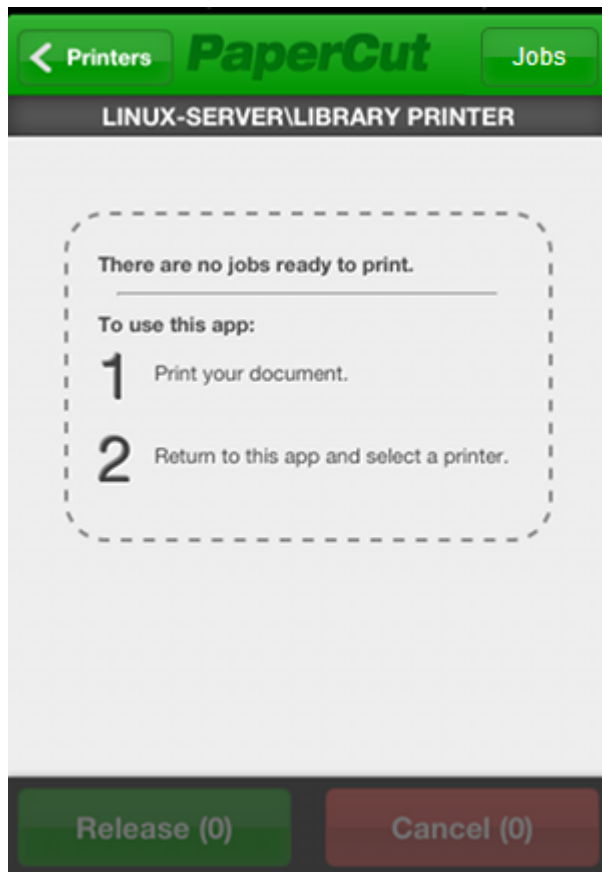 Printers PaperCut Jobs
LINUX-SERVER\LIBRARY PRINTER
There are no jobs ready to print.
To use this app:
1 Print your document.
2 Return to this app and select a printer.
Release (0) Cancel (0)